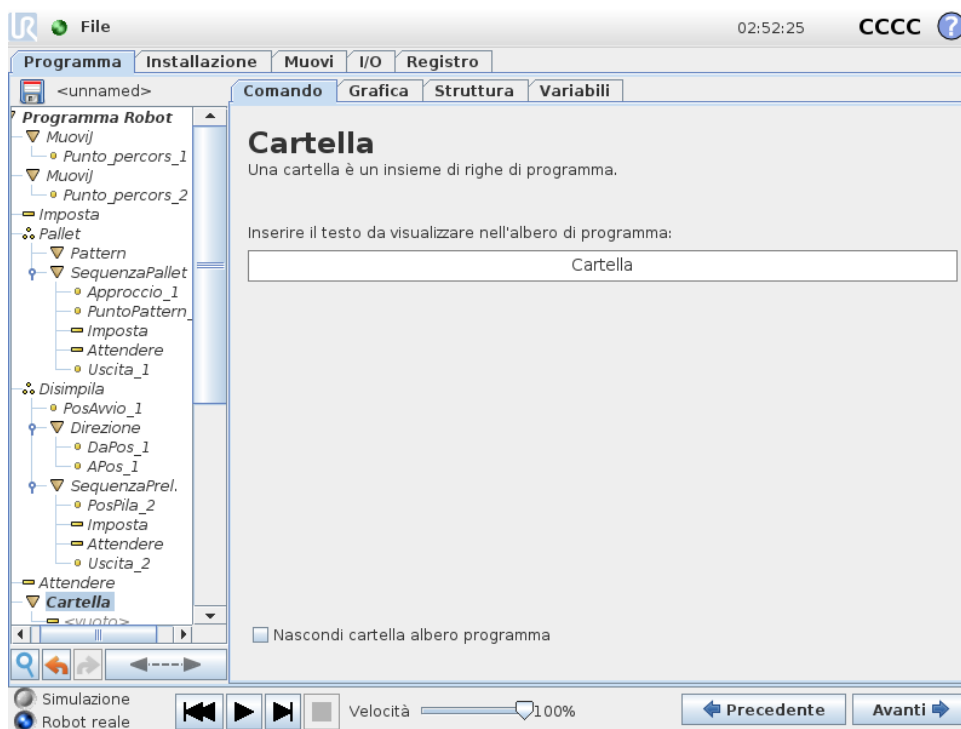 UR File 02:52:25 CCCC ?
Programma Installazione Muovi I/O Registro
<unnamed>
Comando Grafica Struttura Variabili
Programma Robot
MuoviJ
Punto_percors_1
MuoviJ
Punto_percors_2
Imposta
Pallet
Pattern
SequenzaPallet
Approccio_1
PuntoPattern_
Imposta
Attendere
Uscita_1
Disimpila
PosAvvio_1
Direzione
DaPos_1
APos_1
SequenzaPrel.
PosPila_2
Imposta
Attendere
Uscita_2
Attendere
Cartella
<vuoto>
Cartella
Una cartella è un insieme di righe di programma.
Inserire il testo da visualizzare nell'albero di programma:
Cartella
Nascondi cartella albero programma
Simulazione
Robot reale
Velocità 100%
Precedente Avanti